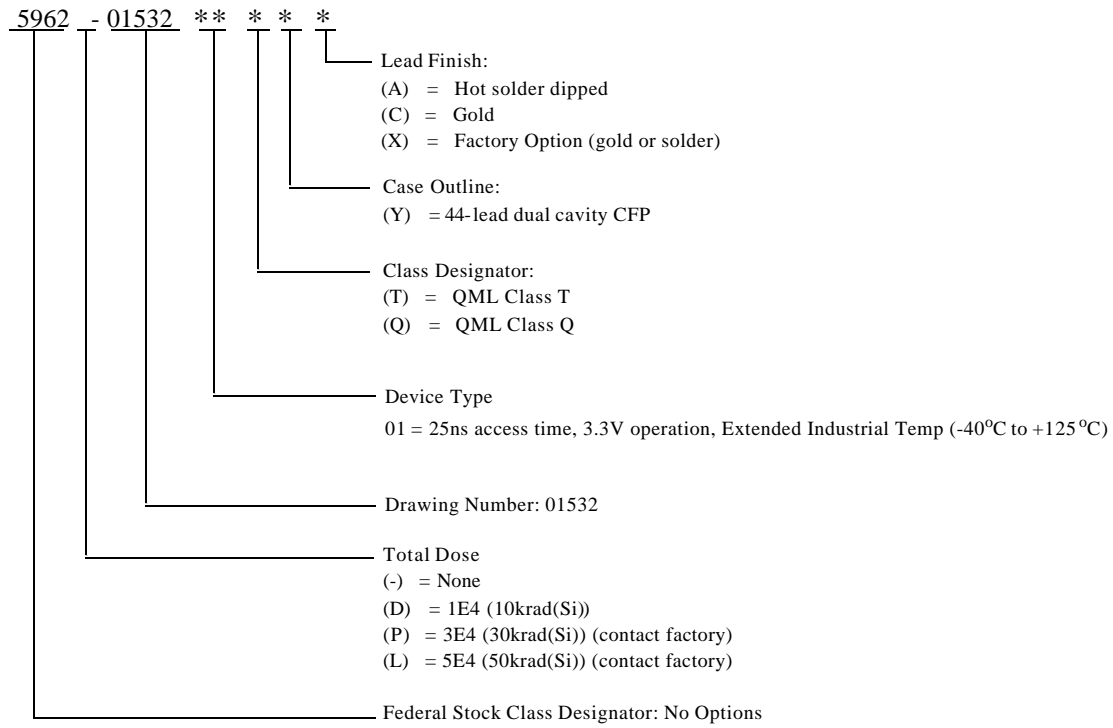 5962 - 01532 ** * * *
Lead Finish:
(A) = Hot solder dipped
(C) = Gold
(X) = Factory Option (gold or solder)
Case Outline:
(Y) = 44-lead dual cavity CFP
Class Designator:
(T) = QML Class T
(Q) = QML Class Q
Device Type
01 = 25ns access time, 3.3V operation, Extended Industrial Temp (-40°C to +125°C)
Drawing Number: 01532
Total Dose
(-) = None
(D) = 1E4 (10krad(Si))
(P) = 3E4 (30krad(Si)) (contact factory)
(L) = 5E4 (50krad(Si)) (contact factory)
Federal Stock Class Designator: No Options